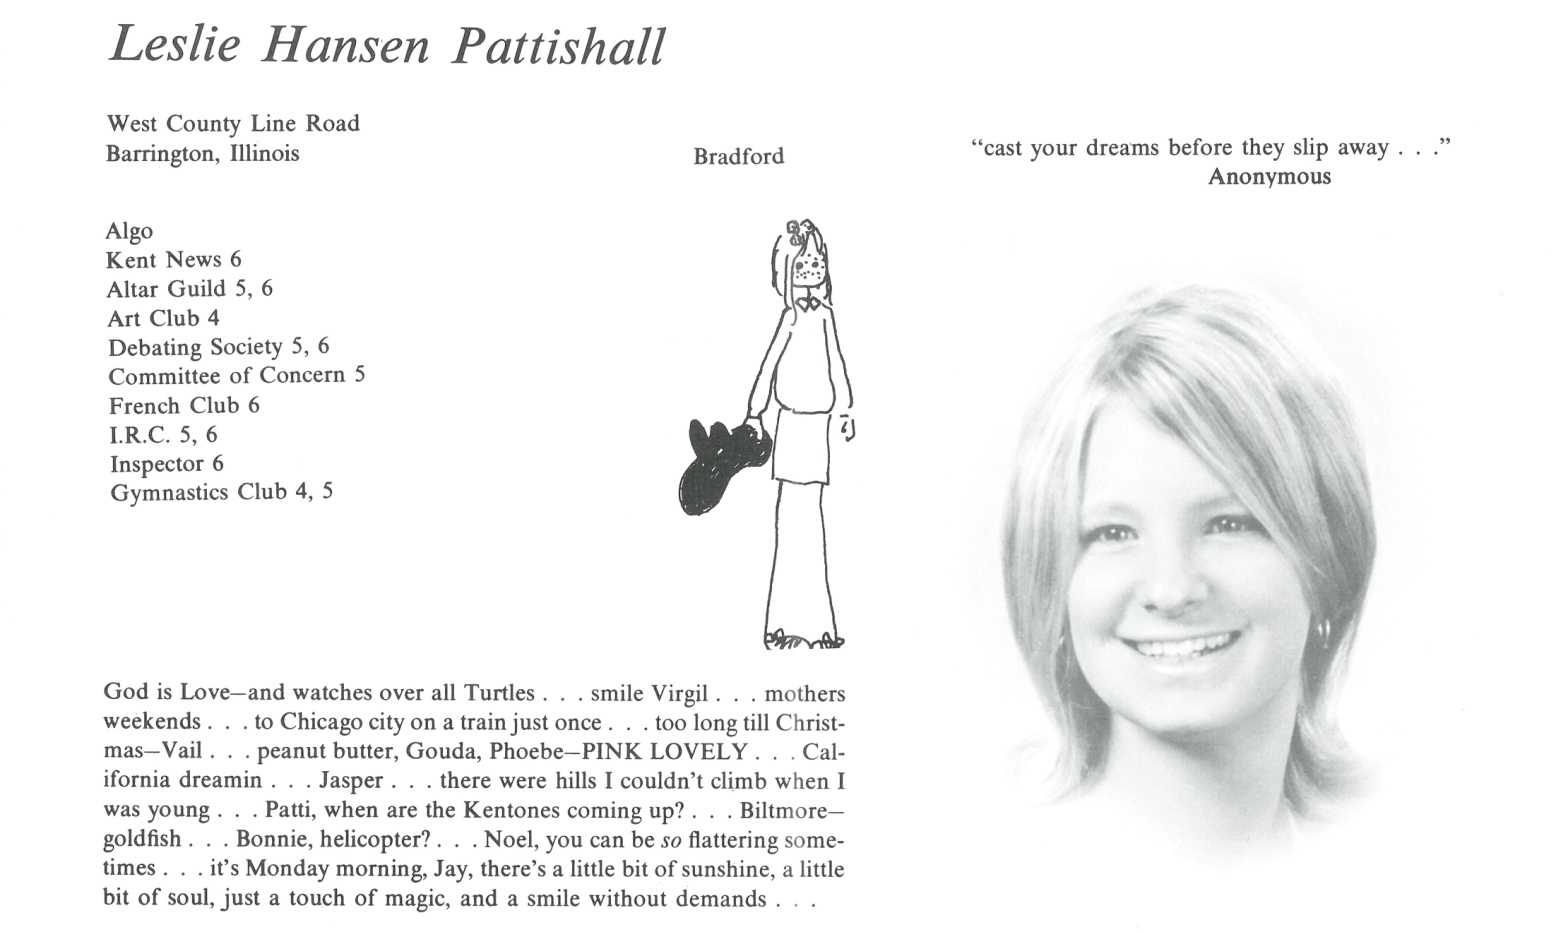 Leslie Hansen Pattishall
West County Line Road
Barrington, Illinois
Bradford
“cast your dreams before they slip away . . .”
Anonymous
Algo
Kent News 6
Altar Guild 5, 6
Art Club 4
Debating Society 5, 6
Committee of Concern 5
French Club 6
I.R.C. 5, 6
Inspector 6
Gymnastics Club 4, 5
God is Love—and watches over all Turtles . . . smile Virgil . . . mothers
weekends . . . to Chicago city on a train just once . . . too long till Christ-
mas—Vail . . . peanut butter, Gouda, Phoebe—PINK LOVELY . . . Cal-
ifornia dreamin . . . Jasper . . . there were hills I couldn’t climb when I
was young . . . Patti, when are the Kentones coming up? . . . Biltmore—
goldfish . . . Bonnie, helicopter? . . . Noel, you can be so flattering some-
times . . . it’s Monday morning, Jay, there’s a little bit of sunshine, a little
bit of soul, just a touch of magic, and a smile without demands . . .